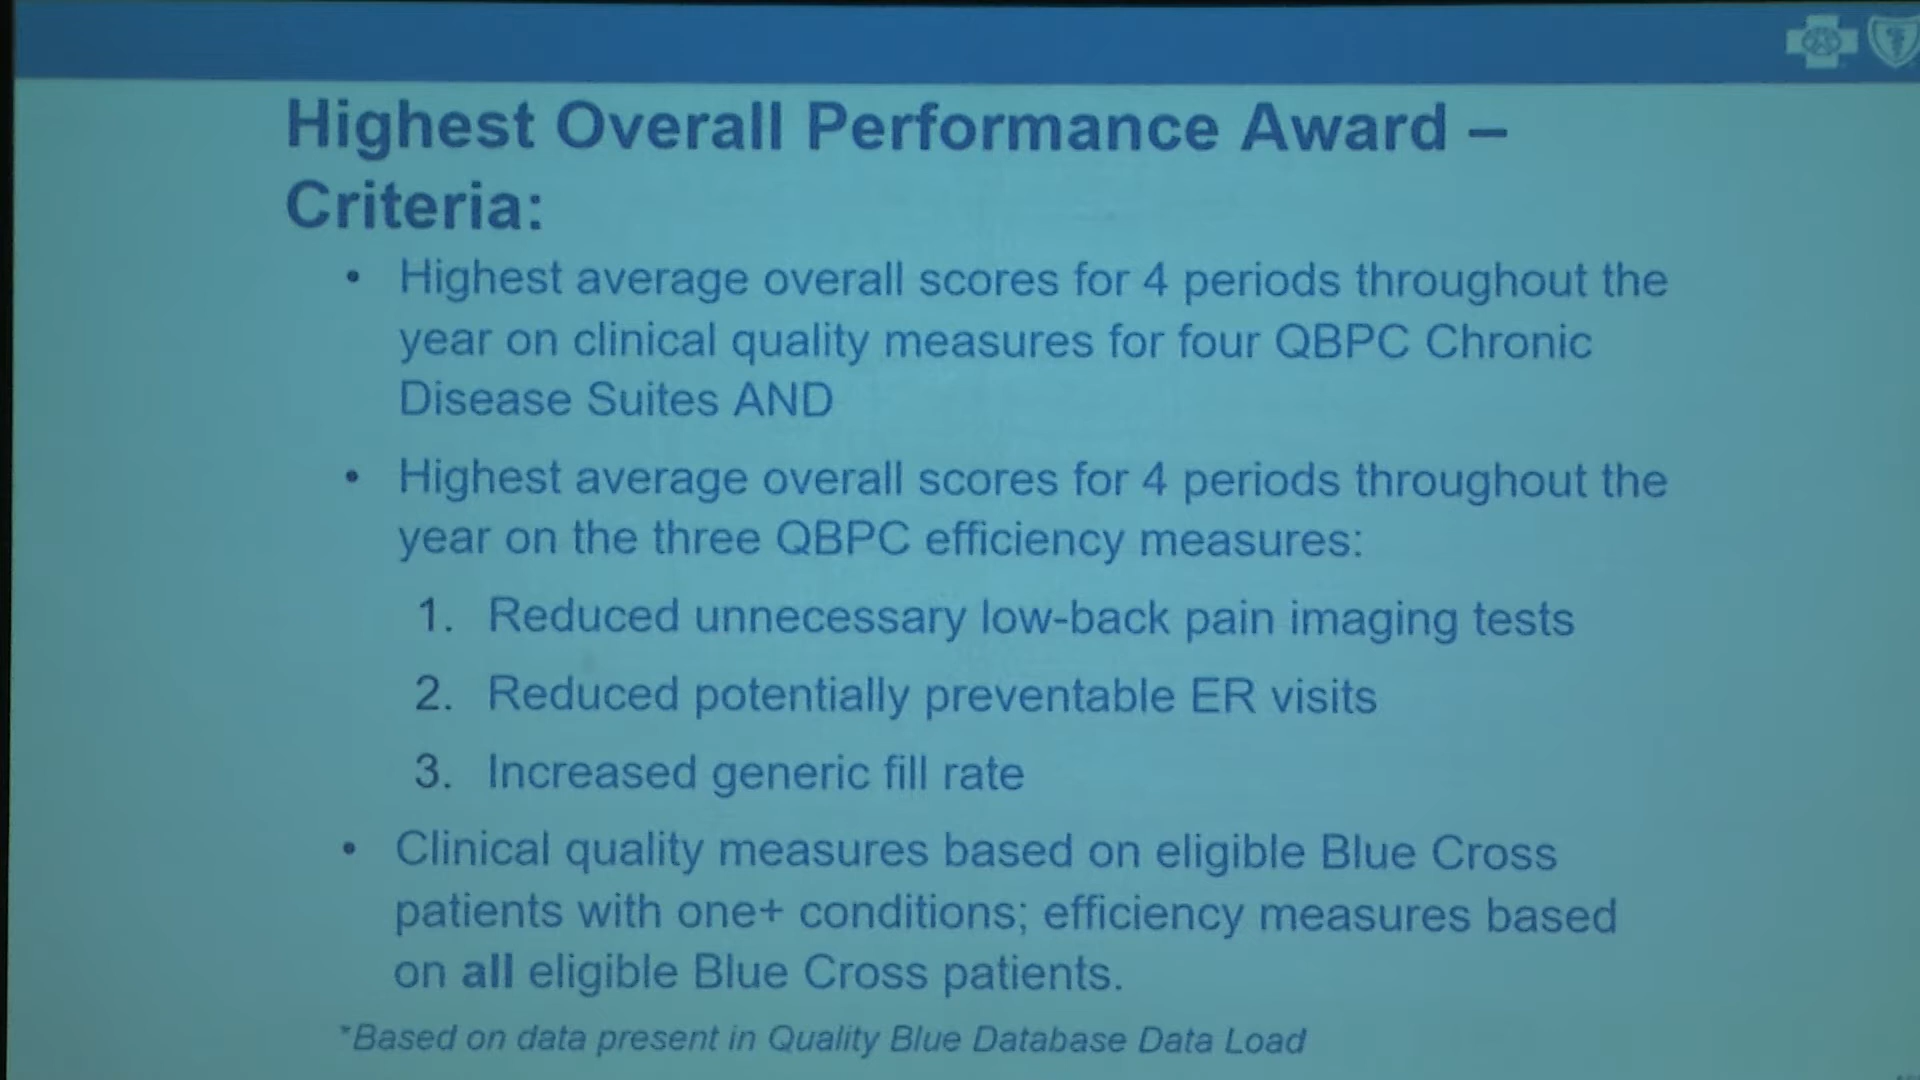 Highest Overall Performance Award –
Criteria:
• Highest average overall scores for 4 periods throughout the
year on clinical quality measures for four QBPC Chronic
Disease Suites AND
• Highest average overall scores for 4 periods throughout the
year on the three QBPC efficiency measures:
1. Reduced unnecessary low-back pain imaging tests
2. Reduced potentially preventable ER visits
3. Increased generic fill rate
• Clinical quality measures based on eligible Blue Cross
patients with one+ conditions; efficiency measures based
on all eligible Blue Cross patients.
*Based on data present in Quality Blue Database Data Load